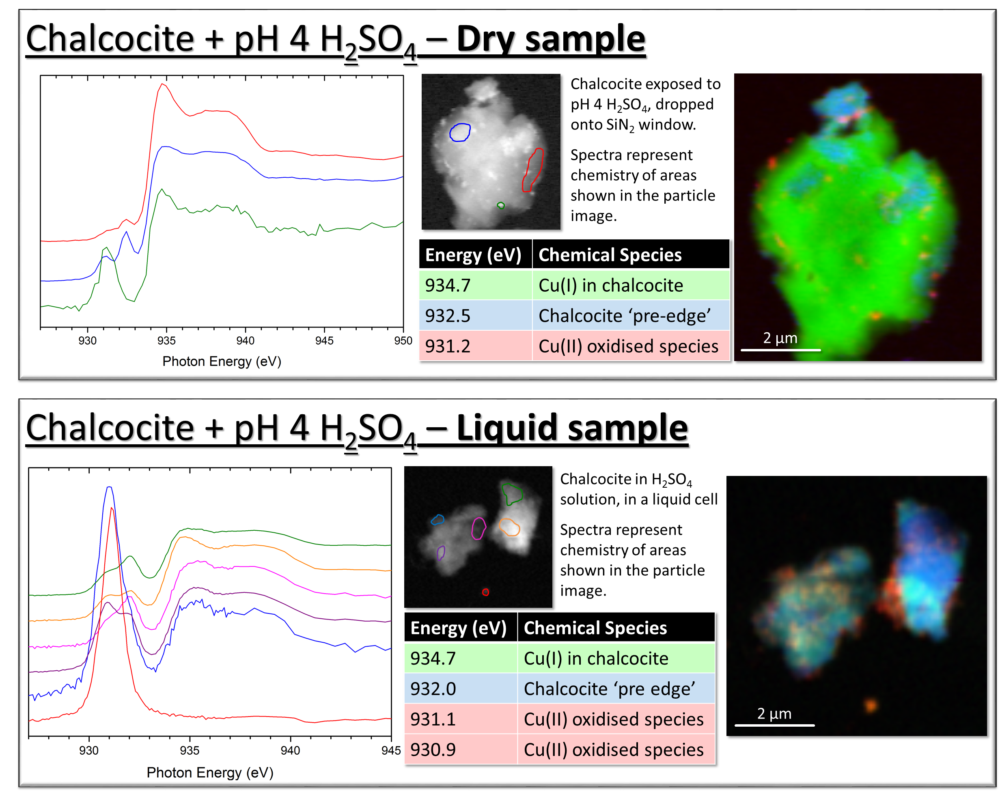 Chalcocite + pH 4 H₂SO₄ – Dry sample
930 935 940 945 950
Photon Energy (eV)
Chalcocite exposed to
pH 4 H₂SO₄, dropped
onto SiN₂ window.
Spectra represent
chemistry of areas
shown in the particle
image.
Energy (eV) Chemical Species
934.7 Cu(I) in chalcocite
932.5 Chalcocite ‘pre-edge’
931.2 Cu(II) oxidised species
2 µm
Chalcocite + pH 4 H₂SO₄ – Liquid sample
930 935 940 945
Photon Energy (eV)
Chalcocite in H₂SO₄
solution, in a liquid cell
Spectra represent
chemistry of areas
shown in the particle
image.
Energy (eV) Chemical Species
934.7 Cu(I) in chalcocite
932.0 Chalcocite ‘pre edge’
931.1 Cu(II) oxidised species
930.9 Cu(II) oxidised species
2 µm